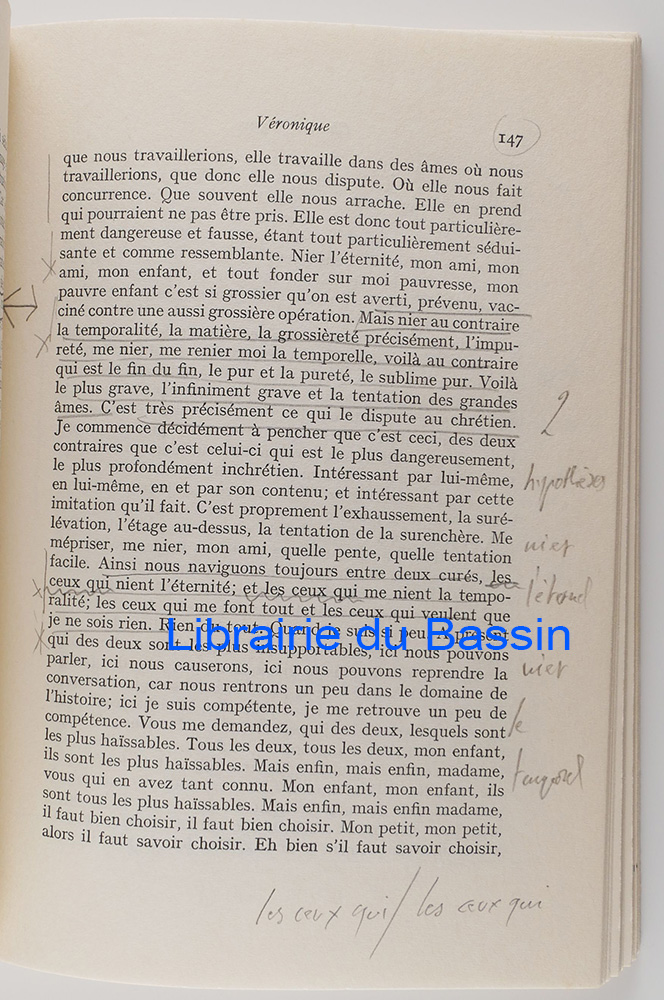 Véronique
147
que nous travaillerions, elle travaille dans des âmes où nous
travaillerions, que donc elle nous dispute. Où elle nous fait
concurrence. Que souvent elle nous arrache. Elle en prend
qui pourraient ne pas être pris. Elle est donc tout particulière-
ment dangereuse et fausse, étant tout particulièrement sédui-
sante et comme ressemblante. Nier l'éternité, mon ami, mon
ami, mon enfant, et tout fonder sur moi pauvresse, mon
pauvre enfant c'est si grossier qu'on est averti, prévenu, vac-
ciné contre une aussi grossière opération. Mais nier au contraire
la temporalité, la matière, la grossièreté précisément, l'impu-
reté, me nier, me renier moi la temporelle, voilà au contraire
qui est le fin du fin, le pur et la pureté, le sublime pur. Voilà
le plus grave, l'infiniment grave et la tentation des grandes
âmes. C'est très précisément ce qui le dispute au chrétien.
Je commence décidément à pencher que c'est ceci, des deux
contraires que c'est celui-ci qui est le plus dangereusement,
le plus profondément inchrétien. Intéressant par lui-même,
en lui-même, en et par son contenu; et intéressant par cette
imitation qu'il fait. C'est proprement l'exhaussement, la suré-
lévation, l'étage au-dessus, la tentation de la surenchère. Me
mépriser, me nier, mon ami, quelle pente, quelle tentation
facile. Ainsi nous naviguons toujours entre deux curés, les
ceux qui nient l'éternité; et les ceux qui me nient la tempo-
ralité; les ceux qui me font tout et les ceux qui veulent que
je ne sois rien. Rien du tout. Quand je suis si peu. A présent
qui des deux sont les plus insupportables, ici nous pouvons
parler, ici nous causerons, ici nous pouvons reprendre la
conversation, car nous rentrons un peu dans le domaine de
l'histoire; ici je suis compétente, je me retrouve un peu de
compétence. Vous me demandez, qui des deux, lesquels sont
les plus haïssables. Tous les deux, tous les deux, mon enfant,
ils sont les plus haïssables. Mais enfin, mais enfin, madame,
vous qui en avez tant connu. Mon enfant, mon enfant, ils
sont tous les plus haïssables. Mais enfin, mais enfin madame,
il faut bien choisir, il faut bien choisir. Mon petit, mon petit,
alors il faut savoir choisir. Eh bien s'il faut savoir choisir,
2
hypothèses
nier
l'éternel
nier
le
temporel
les ceux qui / les ceux qui
Librairie du Bassin